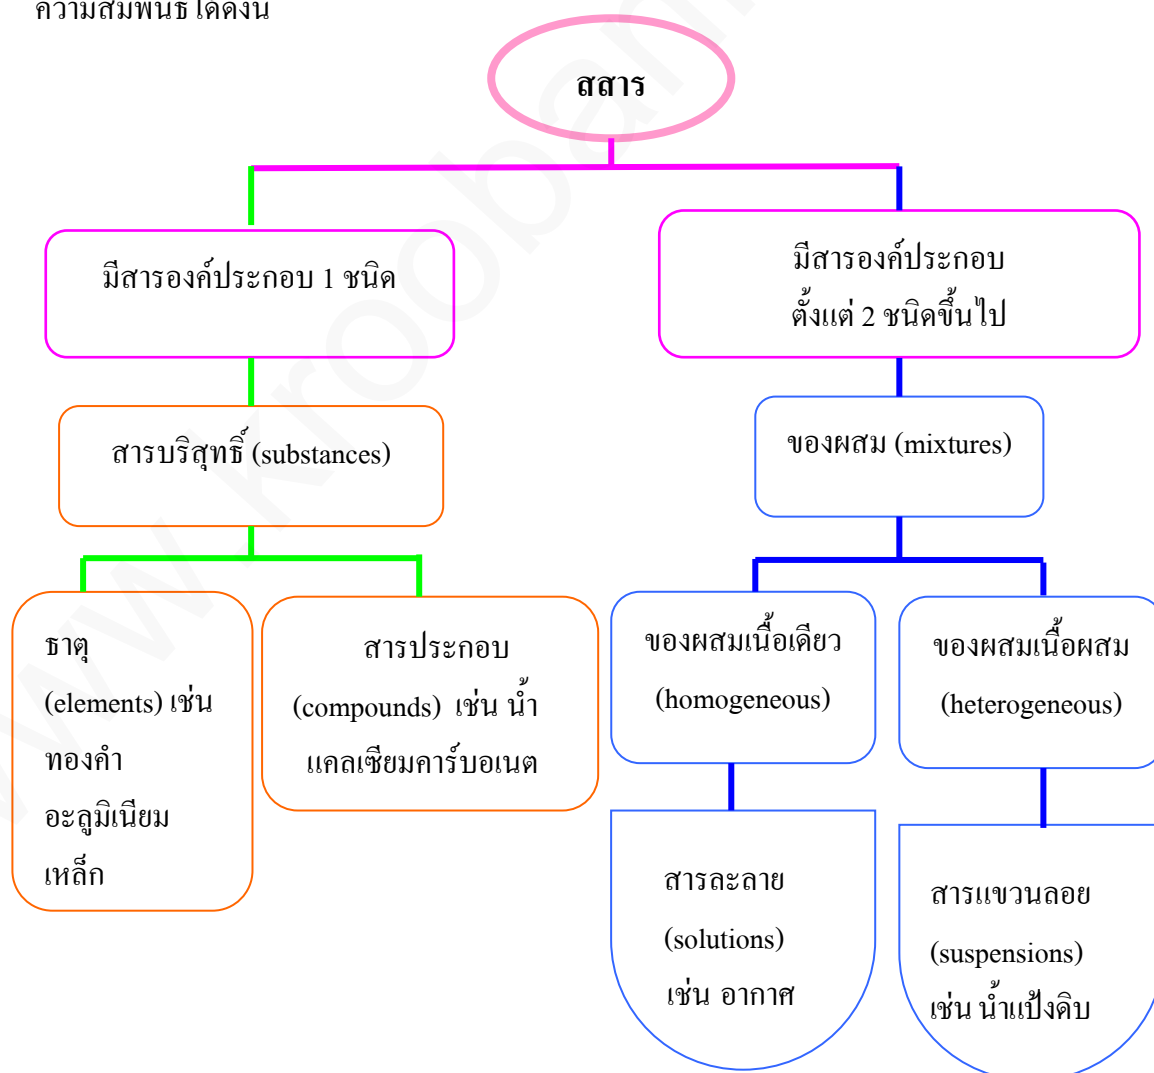 ความสัมพันธ์ ได้ดังนี้
สสาร
มีสารองค์ประกอบ 1 ชนิด
มีสารองค์ประกอบ
ตั้งแต่ 2 ชนิดขึ้นไป
สารบริสุทธิ์ (substances)
ของผสม (mixtures)
ธาตุ
(elements) เช่น
ทองคำ
อะลูมิเนียม
เหล็ก
สารประกอบ
(compounds) เช่น น้ำ
แคลเซียมคาร์บอเนต
ของผสมเนื้อเดียว
(homogeneous)
ของผสมเนื้อผสม
(heterogeneous)
สารละลาย
(solutions)
เช่น อากาศ
สารแขวนลอย
(suspensions)
เช่น น้ำแป้งดิบ